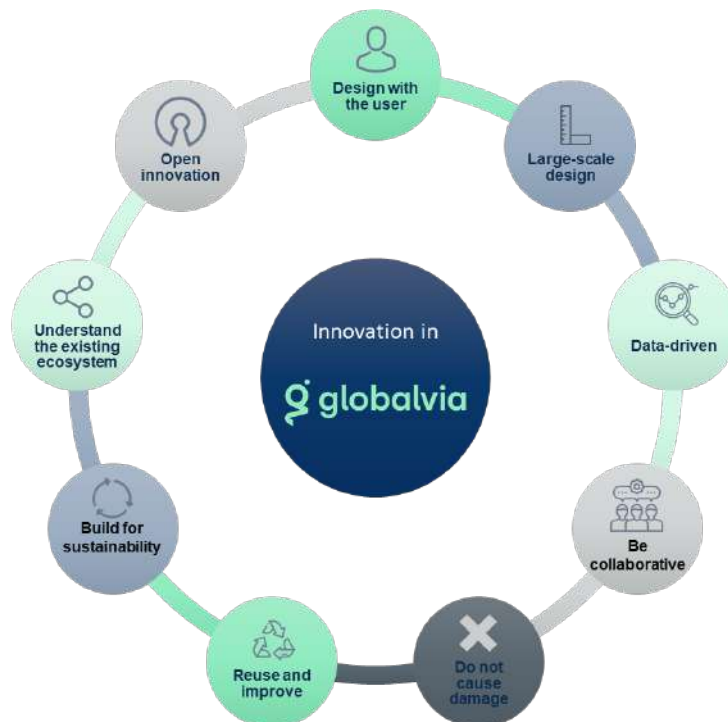 Design with
the user
Large-scale
design
Data-driven
Be
collaborative
Do not
cause
damage
Reuse and
improve
Build for
sustainability
Understand
the existing
ecosystem
Open
innovation
Innovation in
globalvia